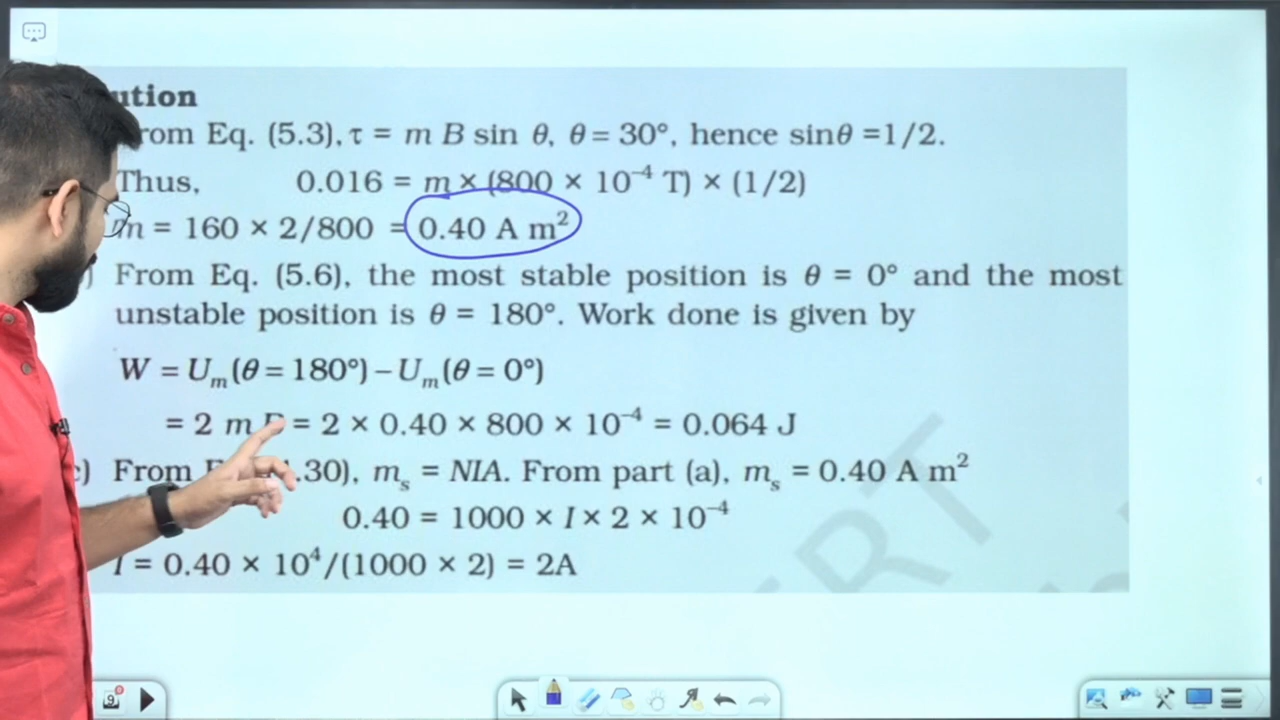 ution
rom Eq. (5.3), τ = m B sin θ, θ = 30°, hence sinθ =1/2.
Thus, 0.016 = m × (800 × 10⁻⁴ T) × (1/2)
m = 160 × 2/800 = 0.40 A m²
) From Eq. (5.6), the most stable position is θ = 0° and the most
unstable position is θ = 180°. Work done is given by
W = Uₘ(θ = 180°) – Uₘ(θ = 0°)
= 2 m B = 2 × 0.40 × 800 × 10⁻⁴ = 0.064 J
c) From .30), mₛ = NIA. From part (a), mₛ = 0.40 A m²
0.40 = 1000 × I × 2 × 10⁻⁴
I = 0.40 × 10⁴/(1000 × 2) = 2A
9